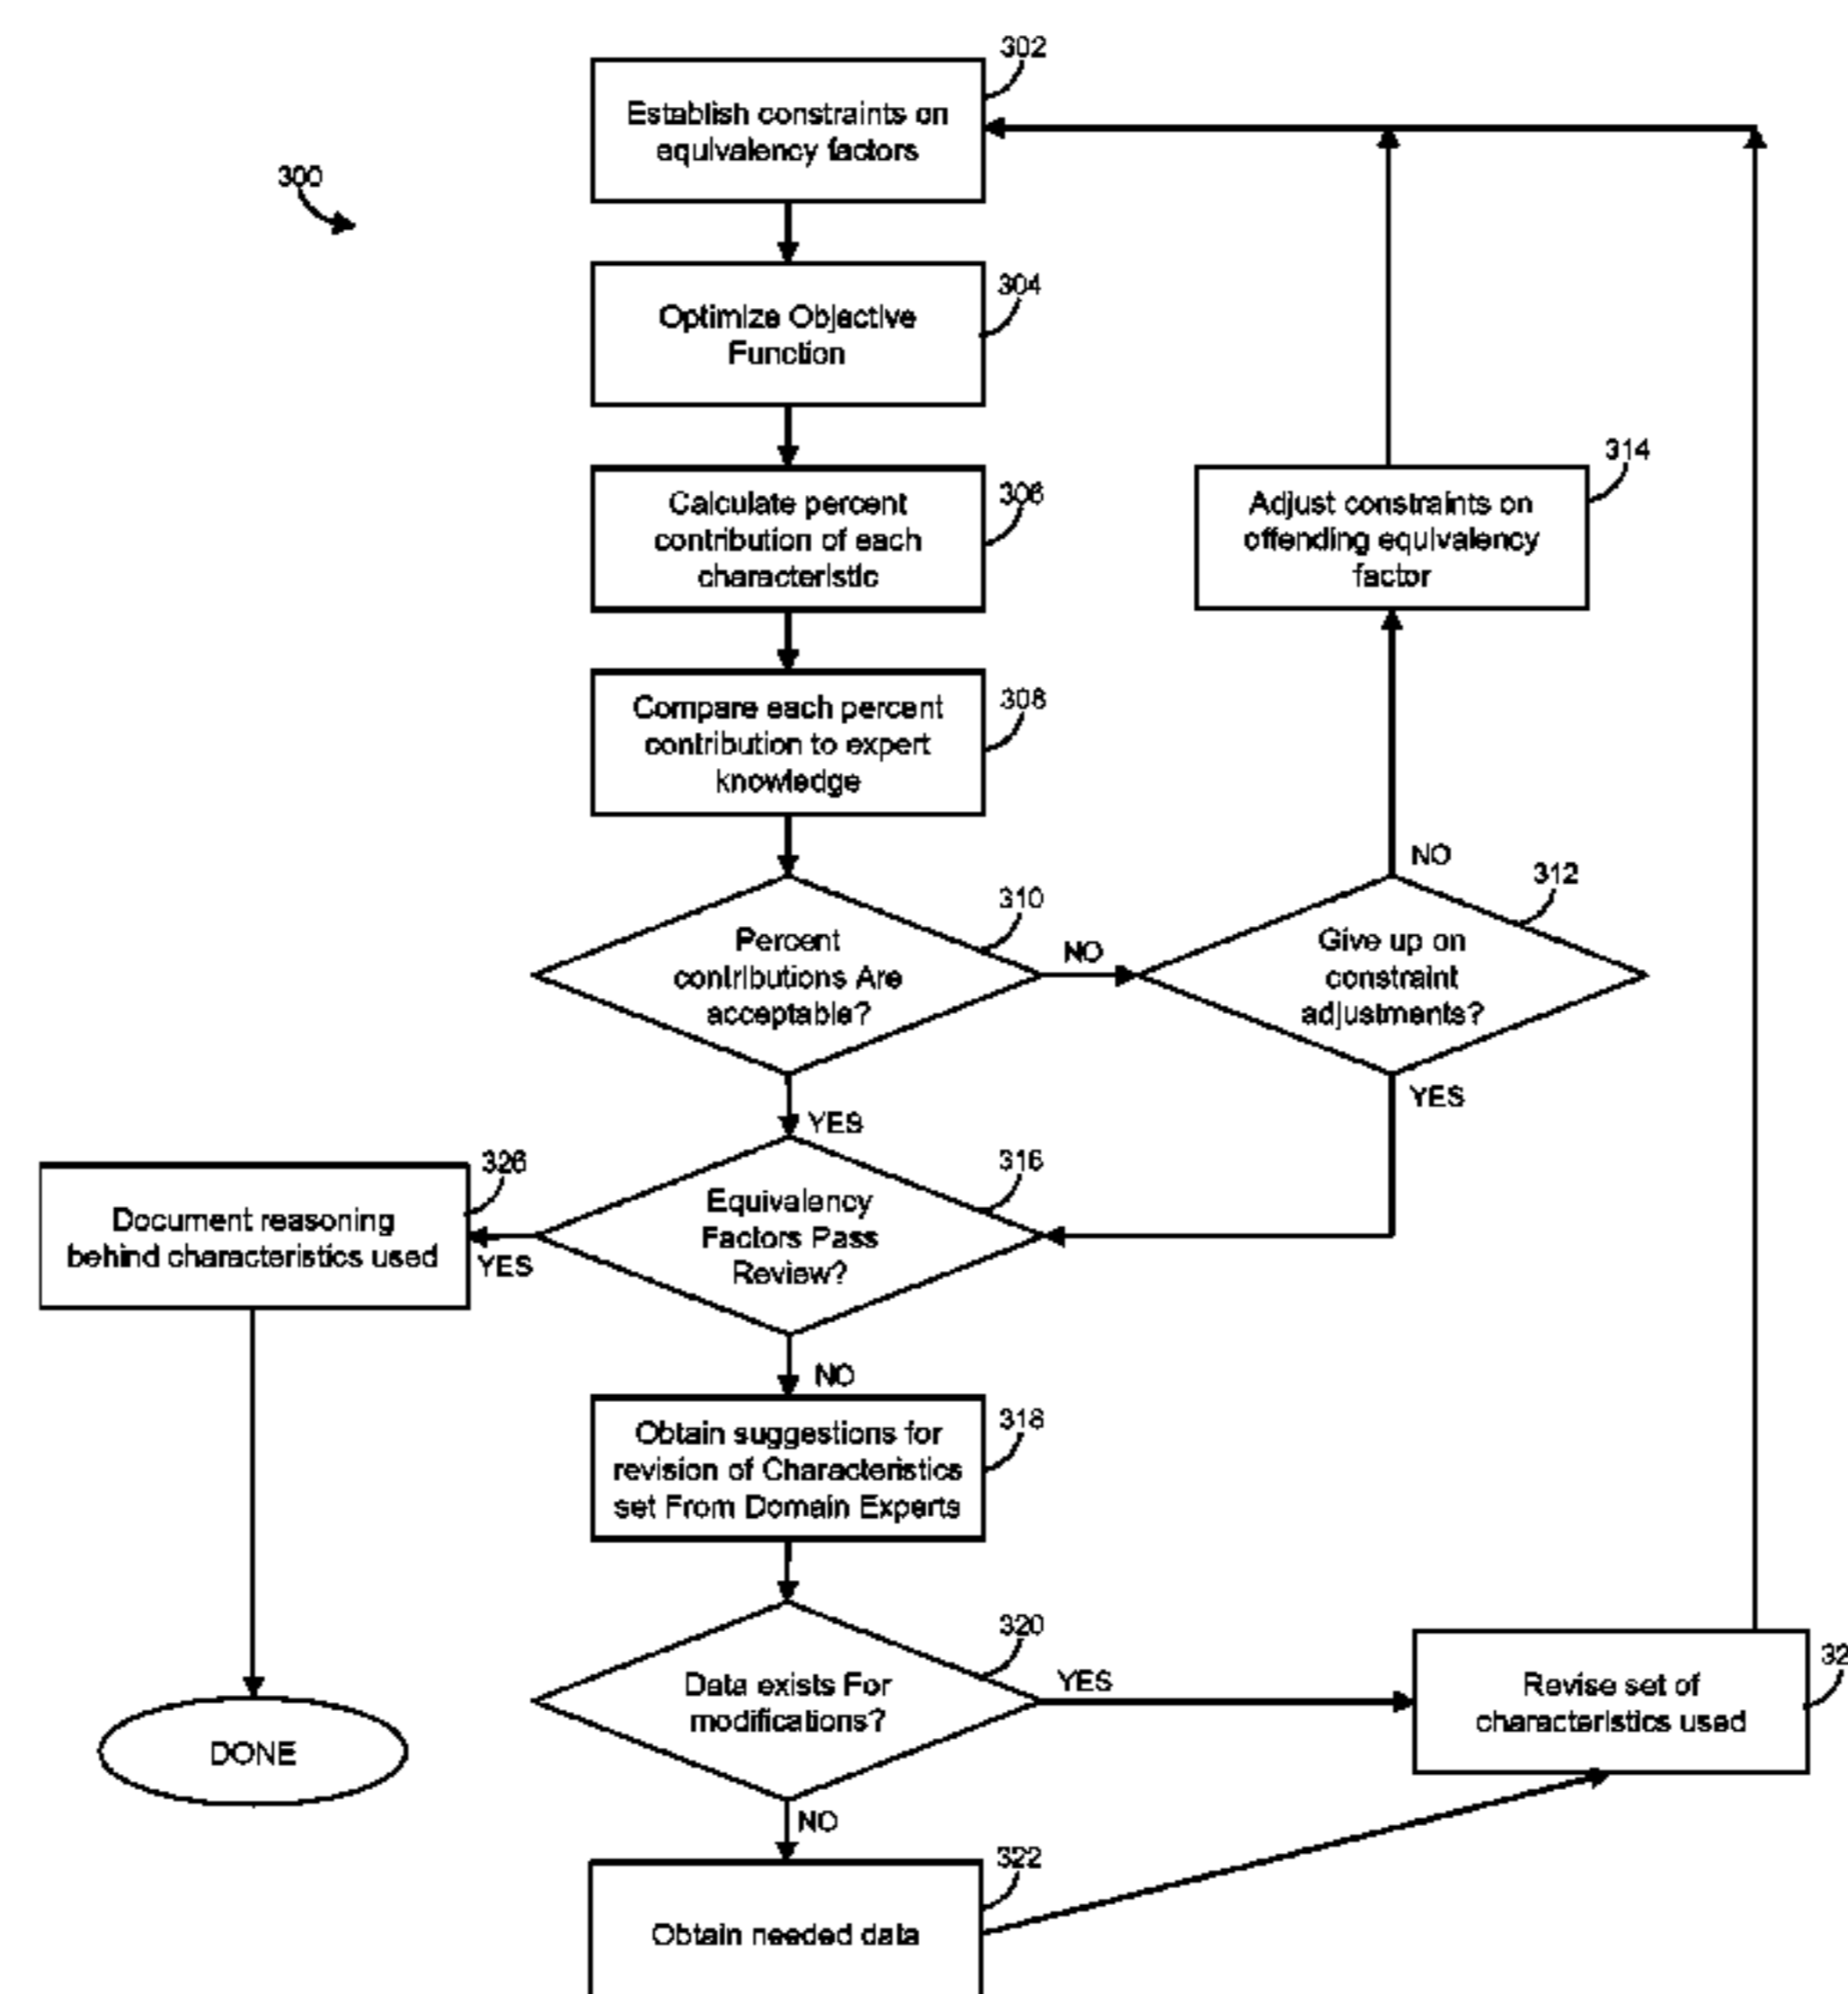 302
Establish constraints on
equivalency factors
300
304
Optimize Objective
Function
306
Calculate percent
contribution of each
characteristic
314
Adjust constraints on
offending equivalency
factor
308
Compare each percent
contribution to expert
knowledge
310
Percent
contributions Are
acceptable?
NO
312
Give up on
constraint
adjustments?
NO
YES
YES
316
Equivalency
Factors Pass
Review?
326
Document reasoning
behind characteristics used
YES
NO
318
Obtain suggestions for
revision of Characteristics
set From Domain Experts
320
Data exists For
modifications?
YES
Revise set of
characteristics used
DONE
NO
322
Obtain needed data